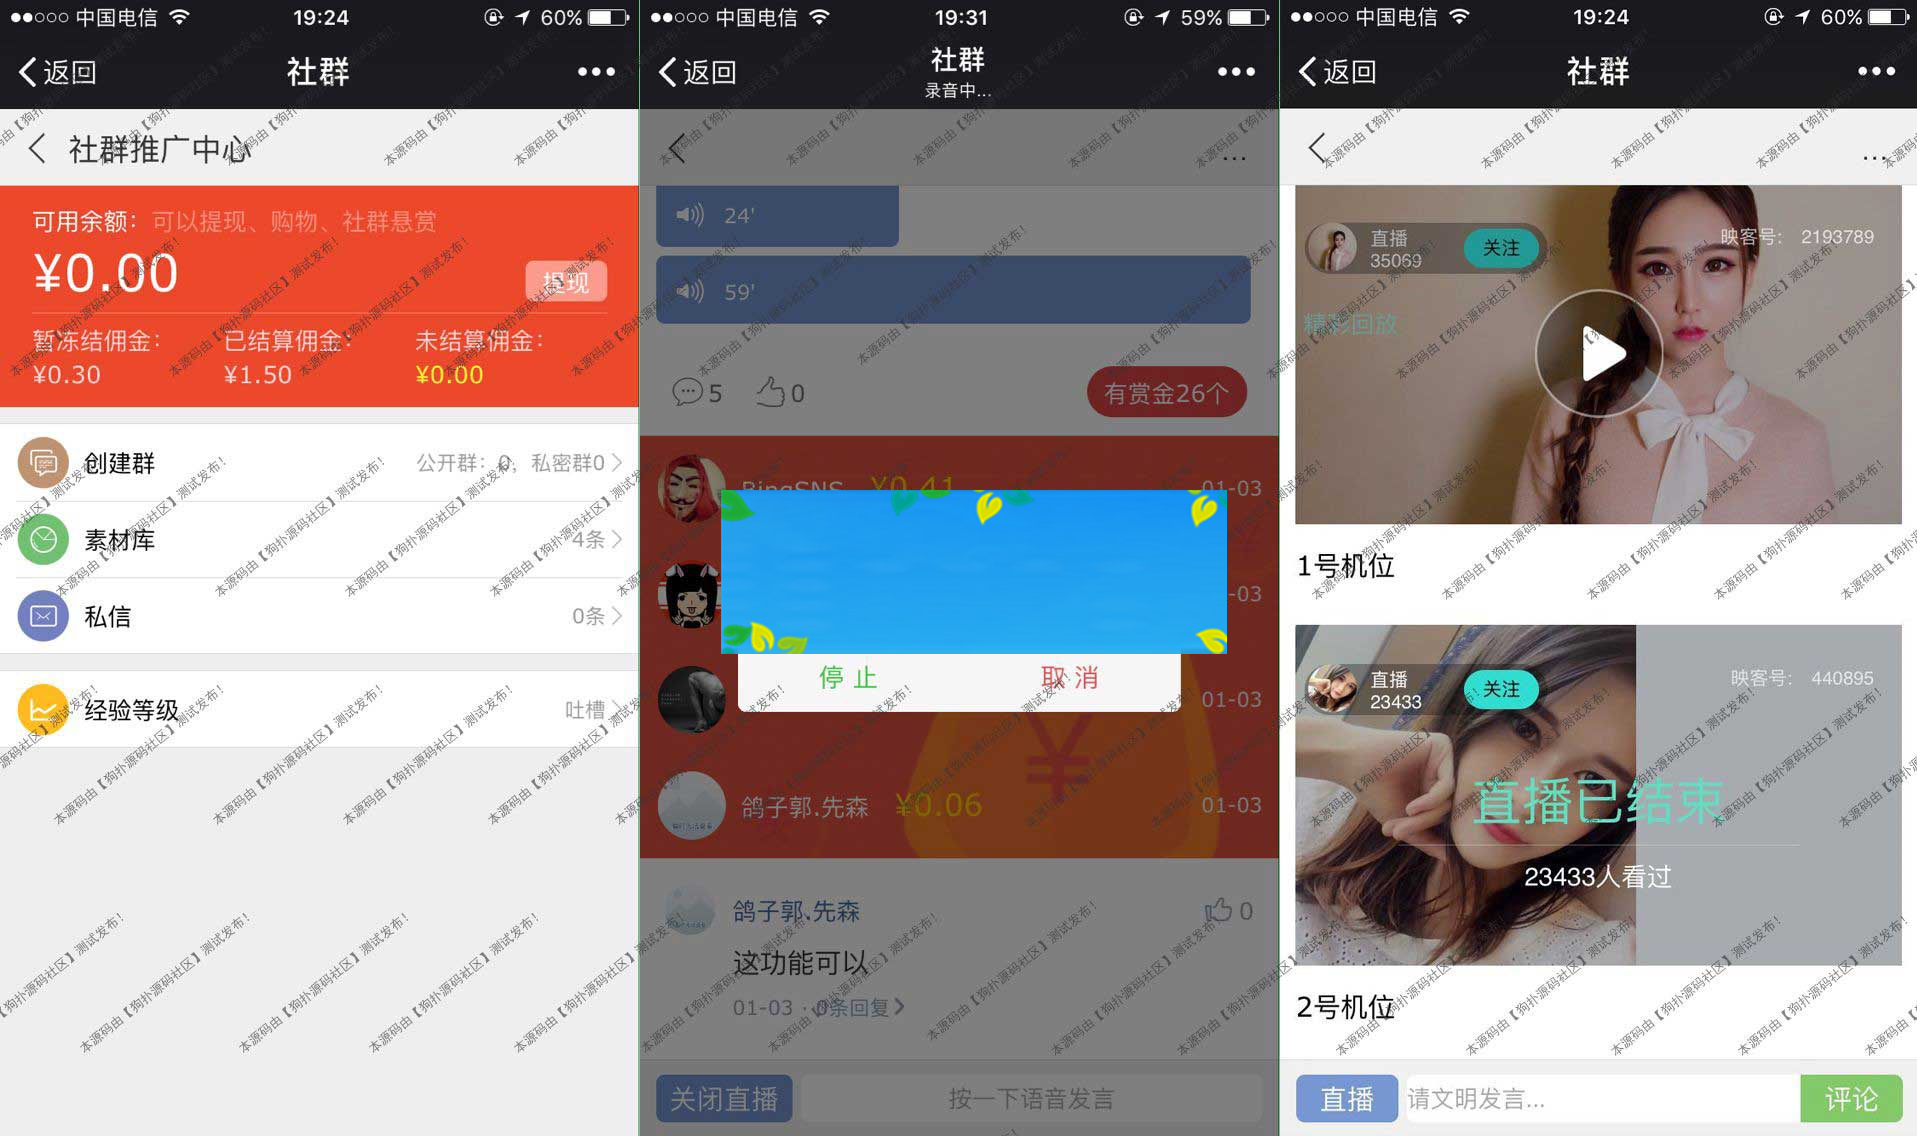 中国电信 19:24 60%
返回 社群
社群推广中心
可用余额：可以提现、购物、社群悬赏
¥0.00
提现
暂冻结佣金： 已结算佣金： 未结算佣金：
¥0.30 ¥1.50 ¥0.00
创建群 公开群：0，私密群0
素材库 4条
私信 0条
经验等级 吐槽
中国电信 19:31 59%
返回 社群
录音中...
...
24'
59'
5 0 有赏金26个
BingSNS ¥0.41 01-03
-03
01-03
停 止 取 消
鸽子郭.先森 ¥0.06 01-03
鸽子郭.先森 0
这功能可以
01-03 · 0条回复
关闭直播 按一下语音发言
中国电信 19:24 60%
返回 社群
...
直播 关注 映客号： 2193789
35069
精彩回放
1号机位
直播 关注 映客号： 440895
23433
直播已结束
23433人看过
2号机位
直播 请文明发言... 评论
本源码由【狗扑源码社区】测试发布！